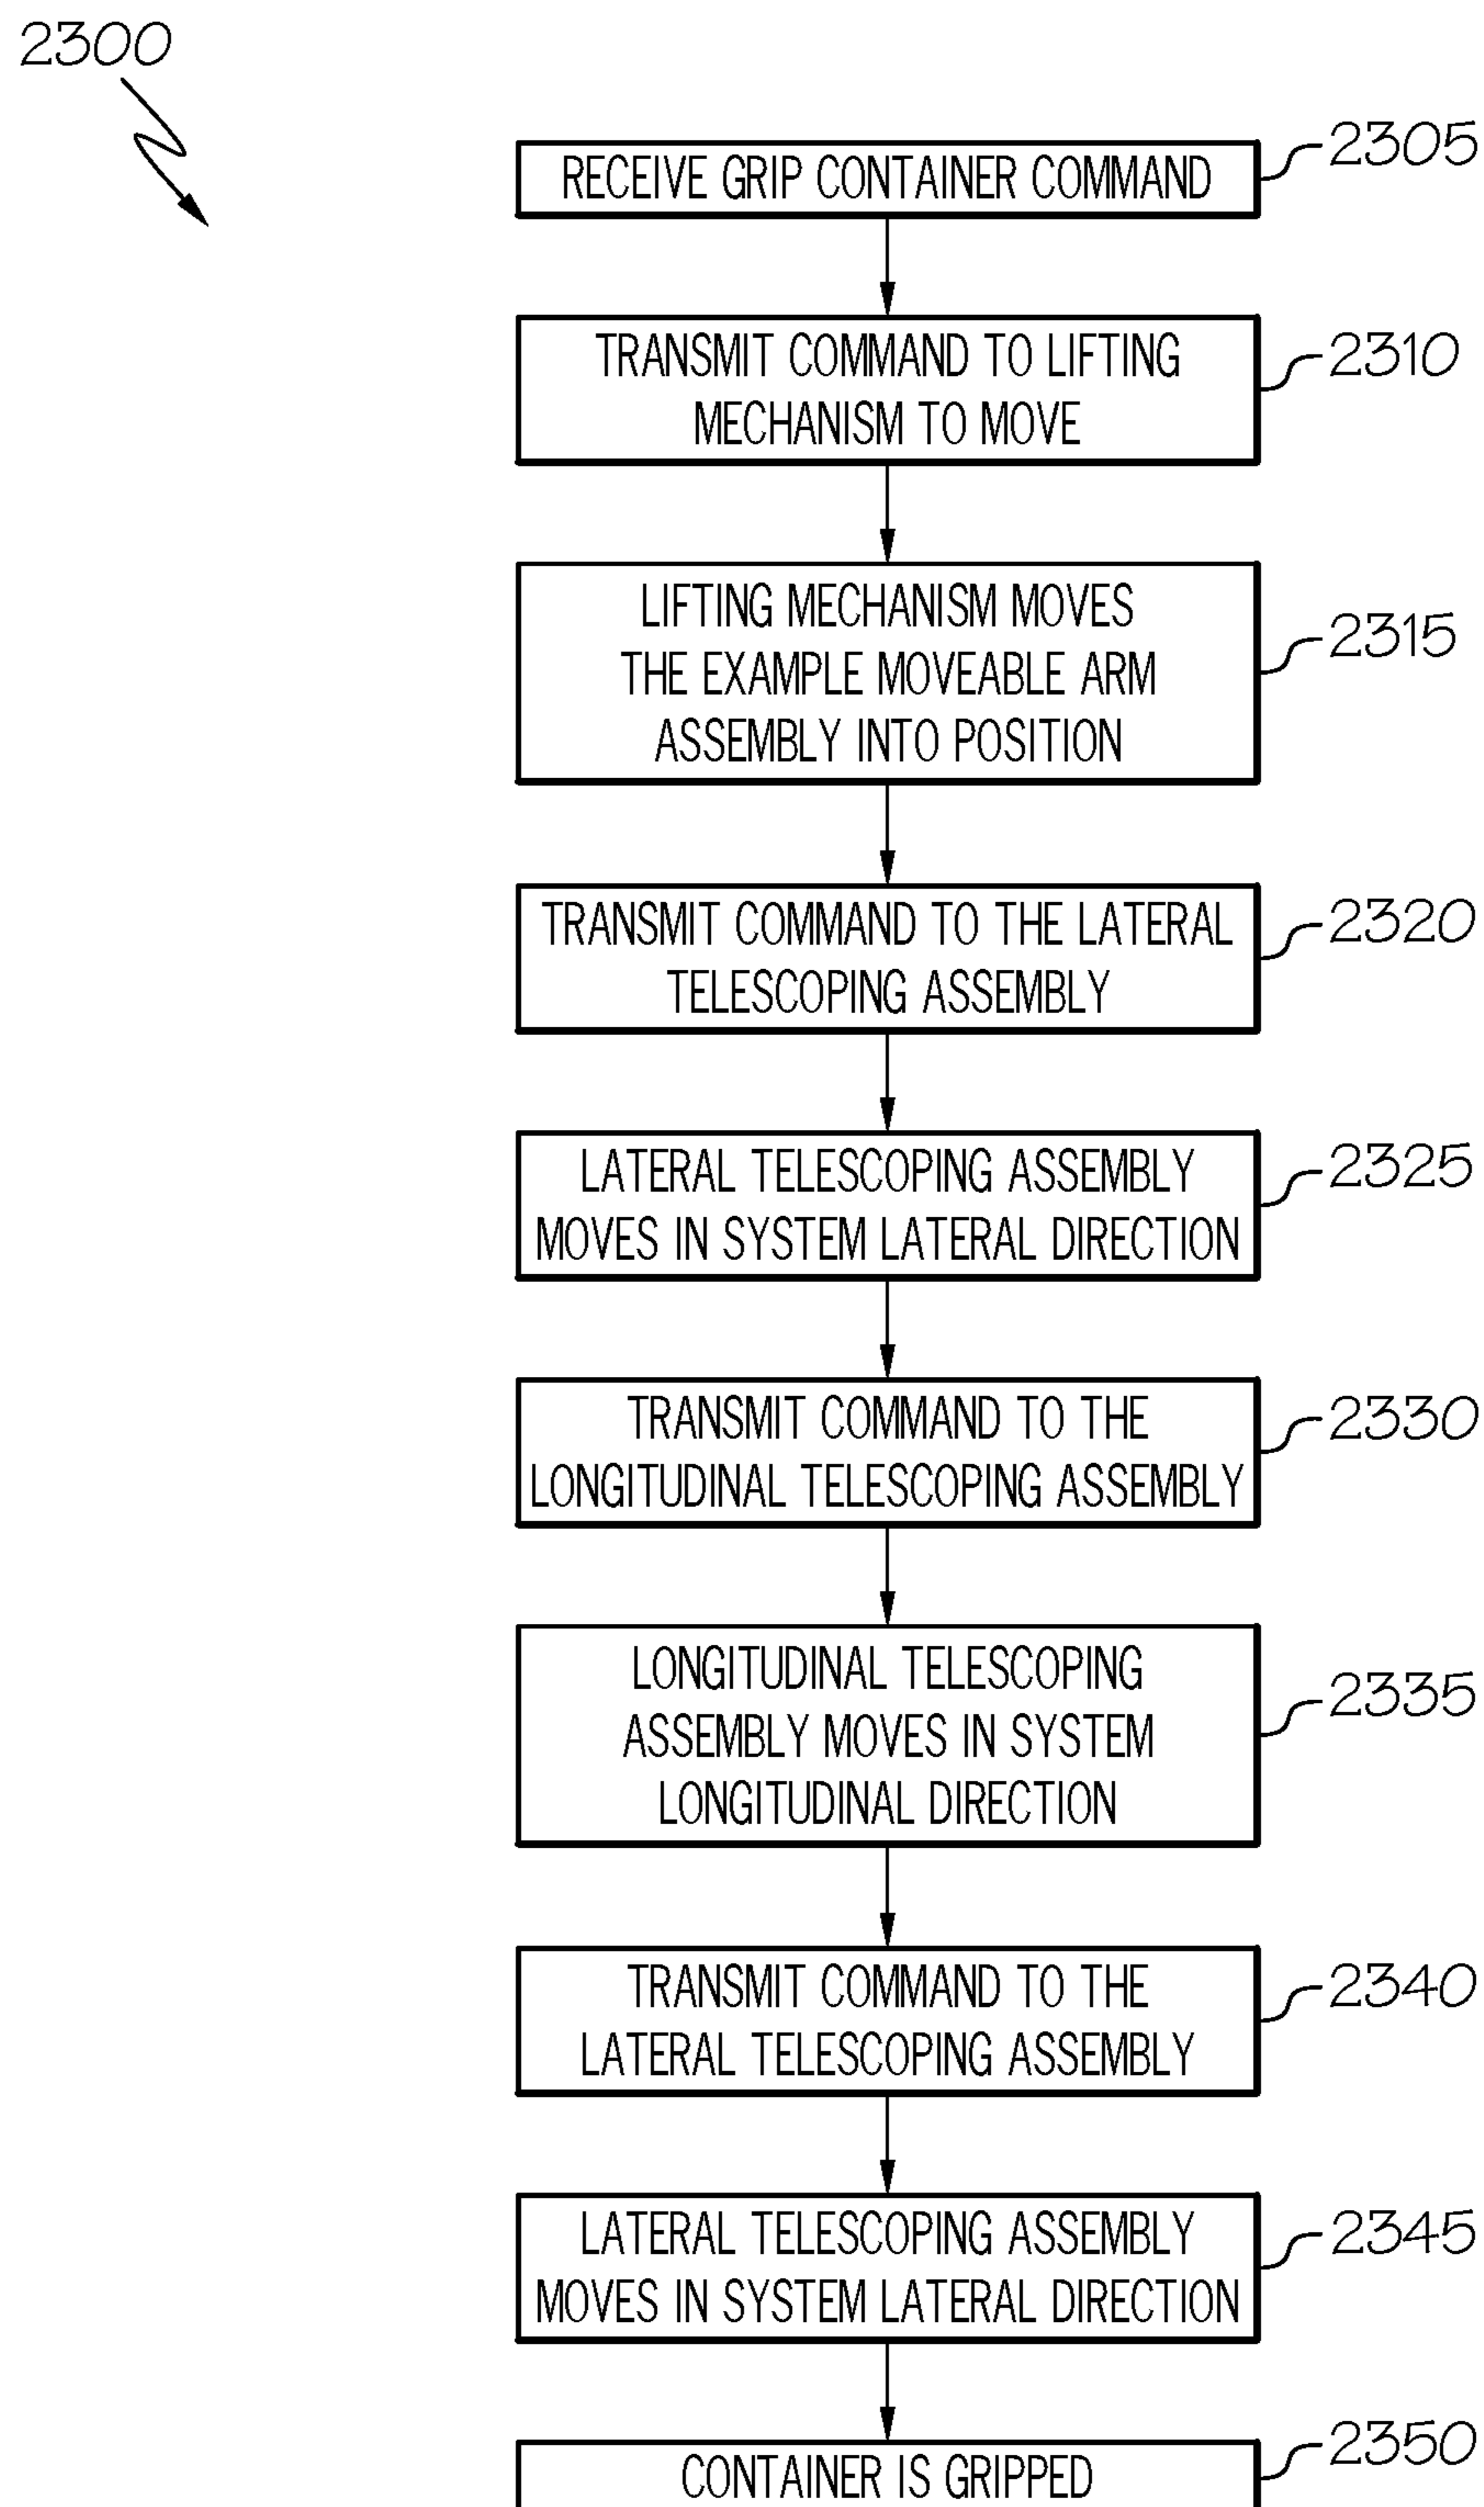 2300
RECEIVE GRIP CONTAINER COMMAND
2305
TRANSMIT COMMAND TO LIFTING
MECHANISM TO MOVE
2310
LIFTING MECHANISM MOVES
THE EXAMPLE MOVEABLE ARM
ASSEMBLY INTO POSITION
2315
TRANSMIT COMMAND TO THE LATERAL
TELESCOPING ASSEMBLY
2320
LATERAL TELESCOPING ASSEMBLY
MOVES IN SYSTEM LATERAL DIRECTION
2325
TRANSMIT COMMAND TO THE
LONGITUDINAL TELESCOPING ASSEMBLY
2330
LONGITUDINAL TELESCOPING
ASSEMBLY MOVES IN SYSTEM
LONGITUDINAL DIRECTION
2335
TRANSMIT COMMAND TO THE
LATERAL TELESCOPING ASSEMBLY
2340
LATERAL TELESCOPING ASSEMBLY
MOVES IN SYSTEM LATERAL DIRECTION
2345
CONTAINER IS GRIPPED
2350